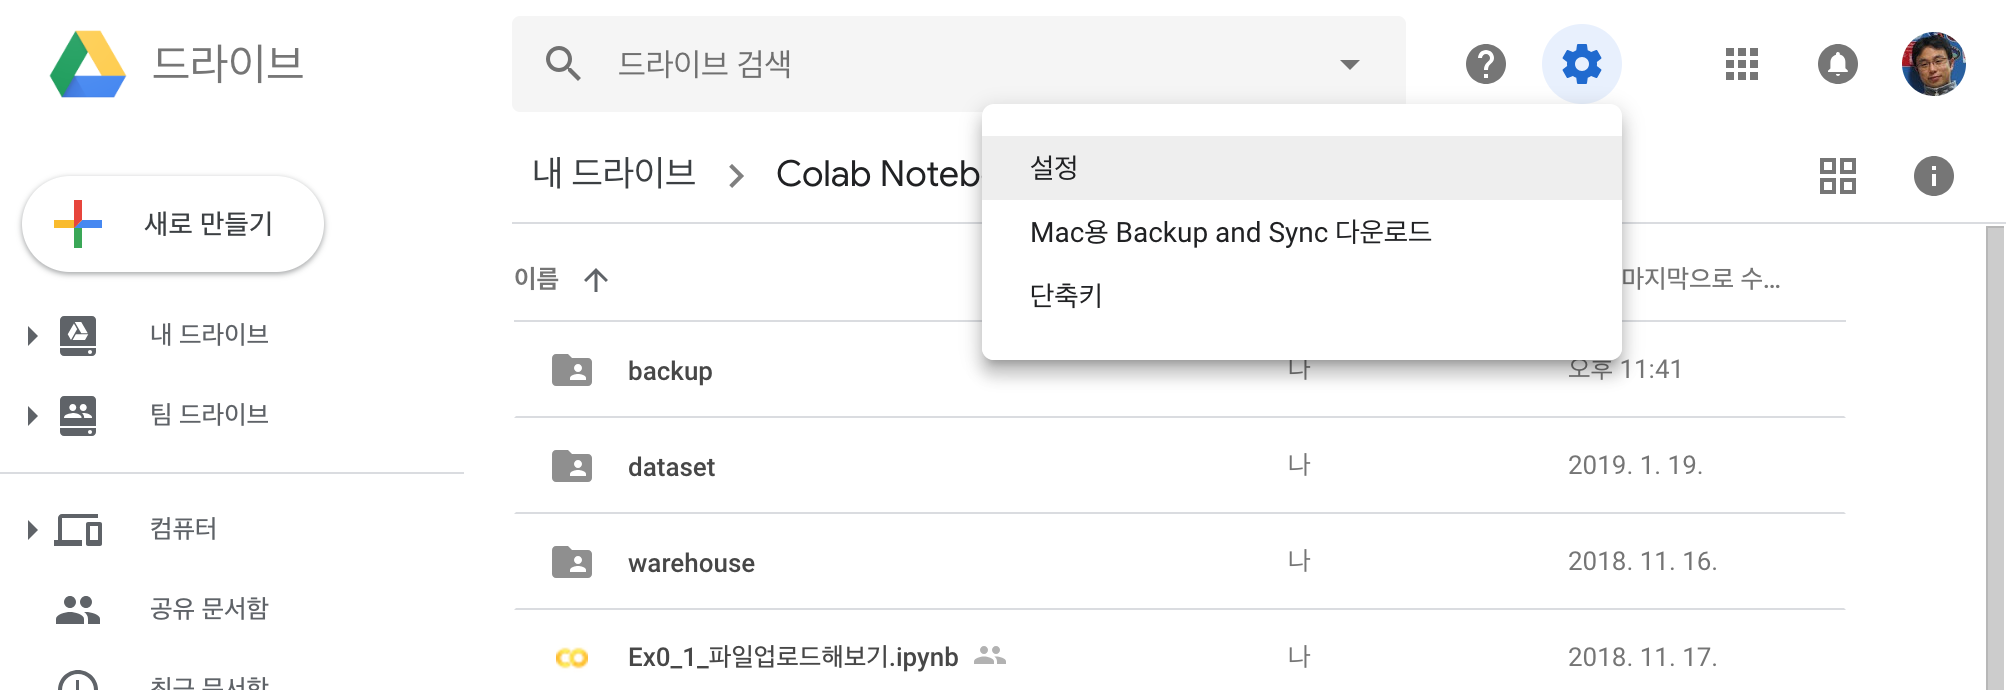 드라이브
드라이브 검색
내 드라이브 > Colab Noteb
설정
Mac용 Backup and Sync 다운로드
단축키
새로 만들기
내 드라이브
팀 드라이브
컴퓨터
공유 문서함
최근 문서함
이름 마지막으로 수...
backup 나 오후 11:41
dataset 나 2019. 1. 19.
warehouse 나 2018. 11. 16.
Ex0_1_파일업로드해보기.ipynb 나 2018. 11. 17.